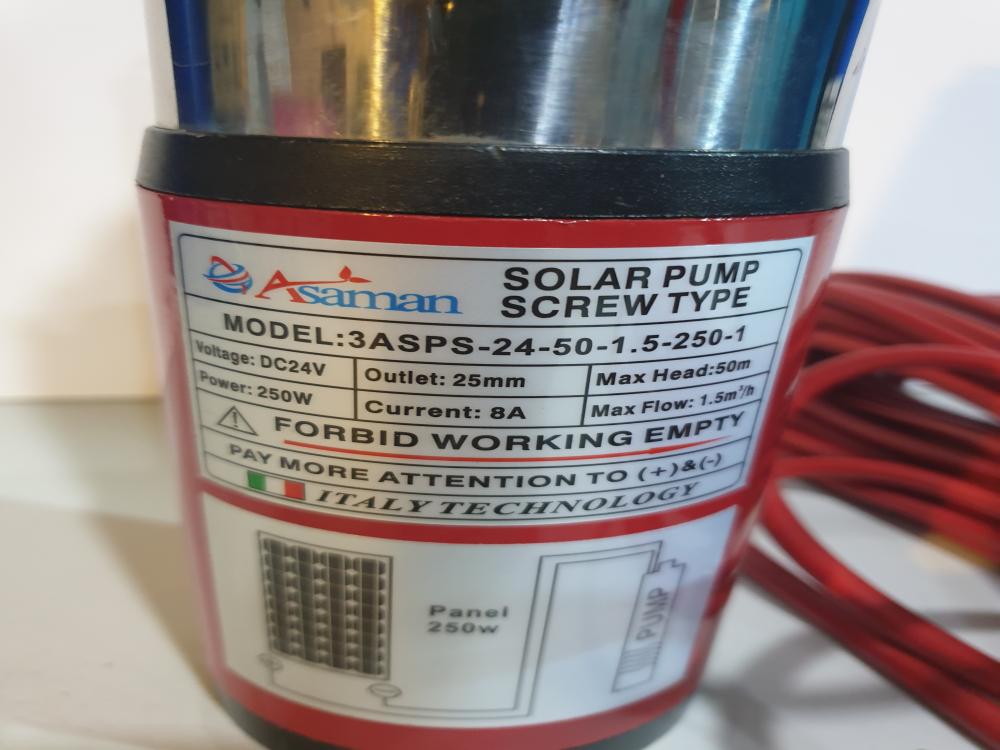 Asaman
SOLAR PUMP
SCREW TYPE
MODEL:3ASPS-24-50-1.5-250-1
Voltage: DC24V
Outlet: 25mm
Max Head:50m
Power: 250W
Current: 8A
Max Flow: 1.5m³/h
FORBID WORKING EMPTY
PAY MORE ATTENTION TO (+)&(-)
ITALY TECHNOLOGY
Panel
250w
PUMP